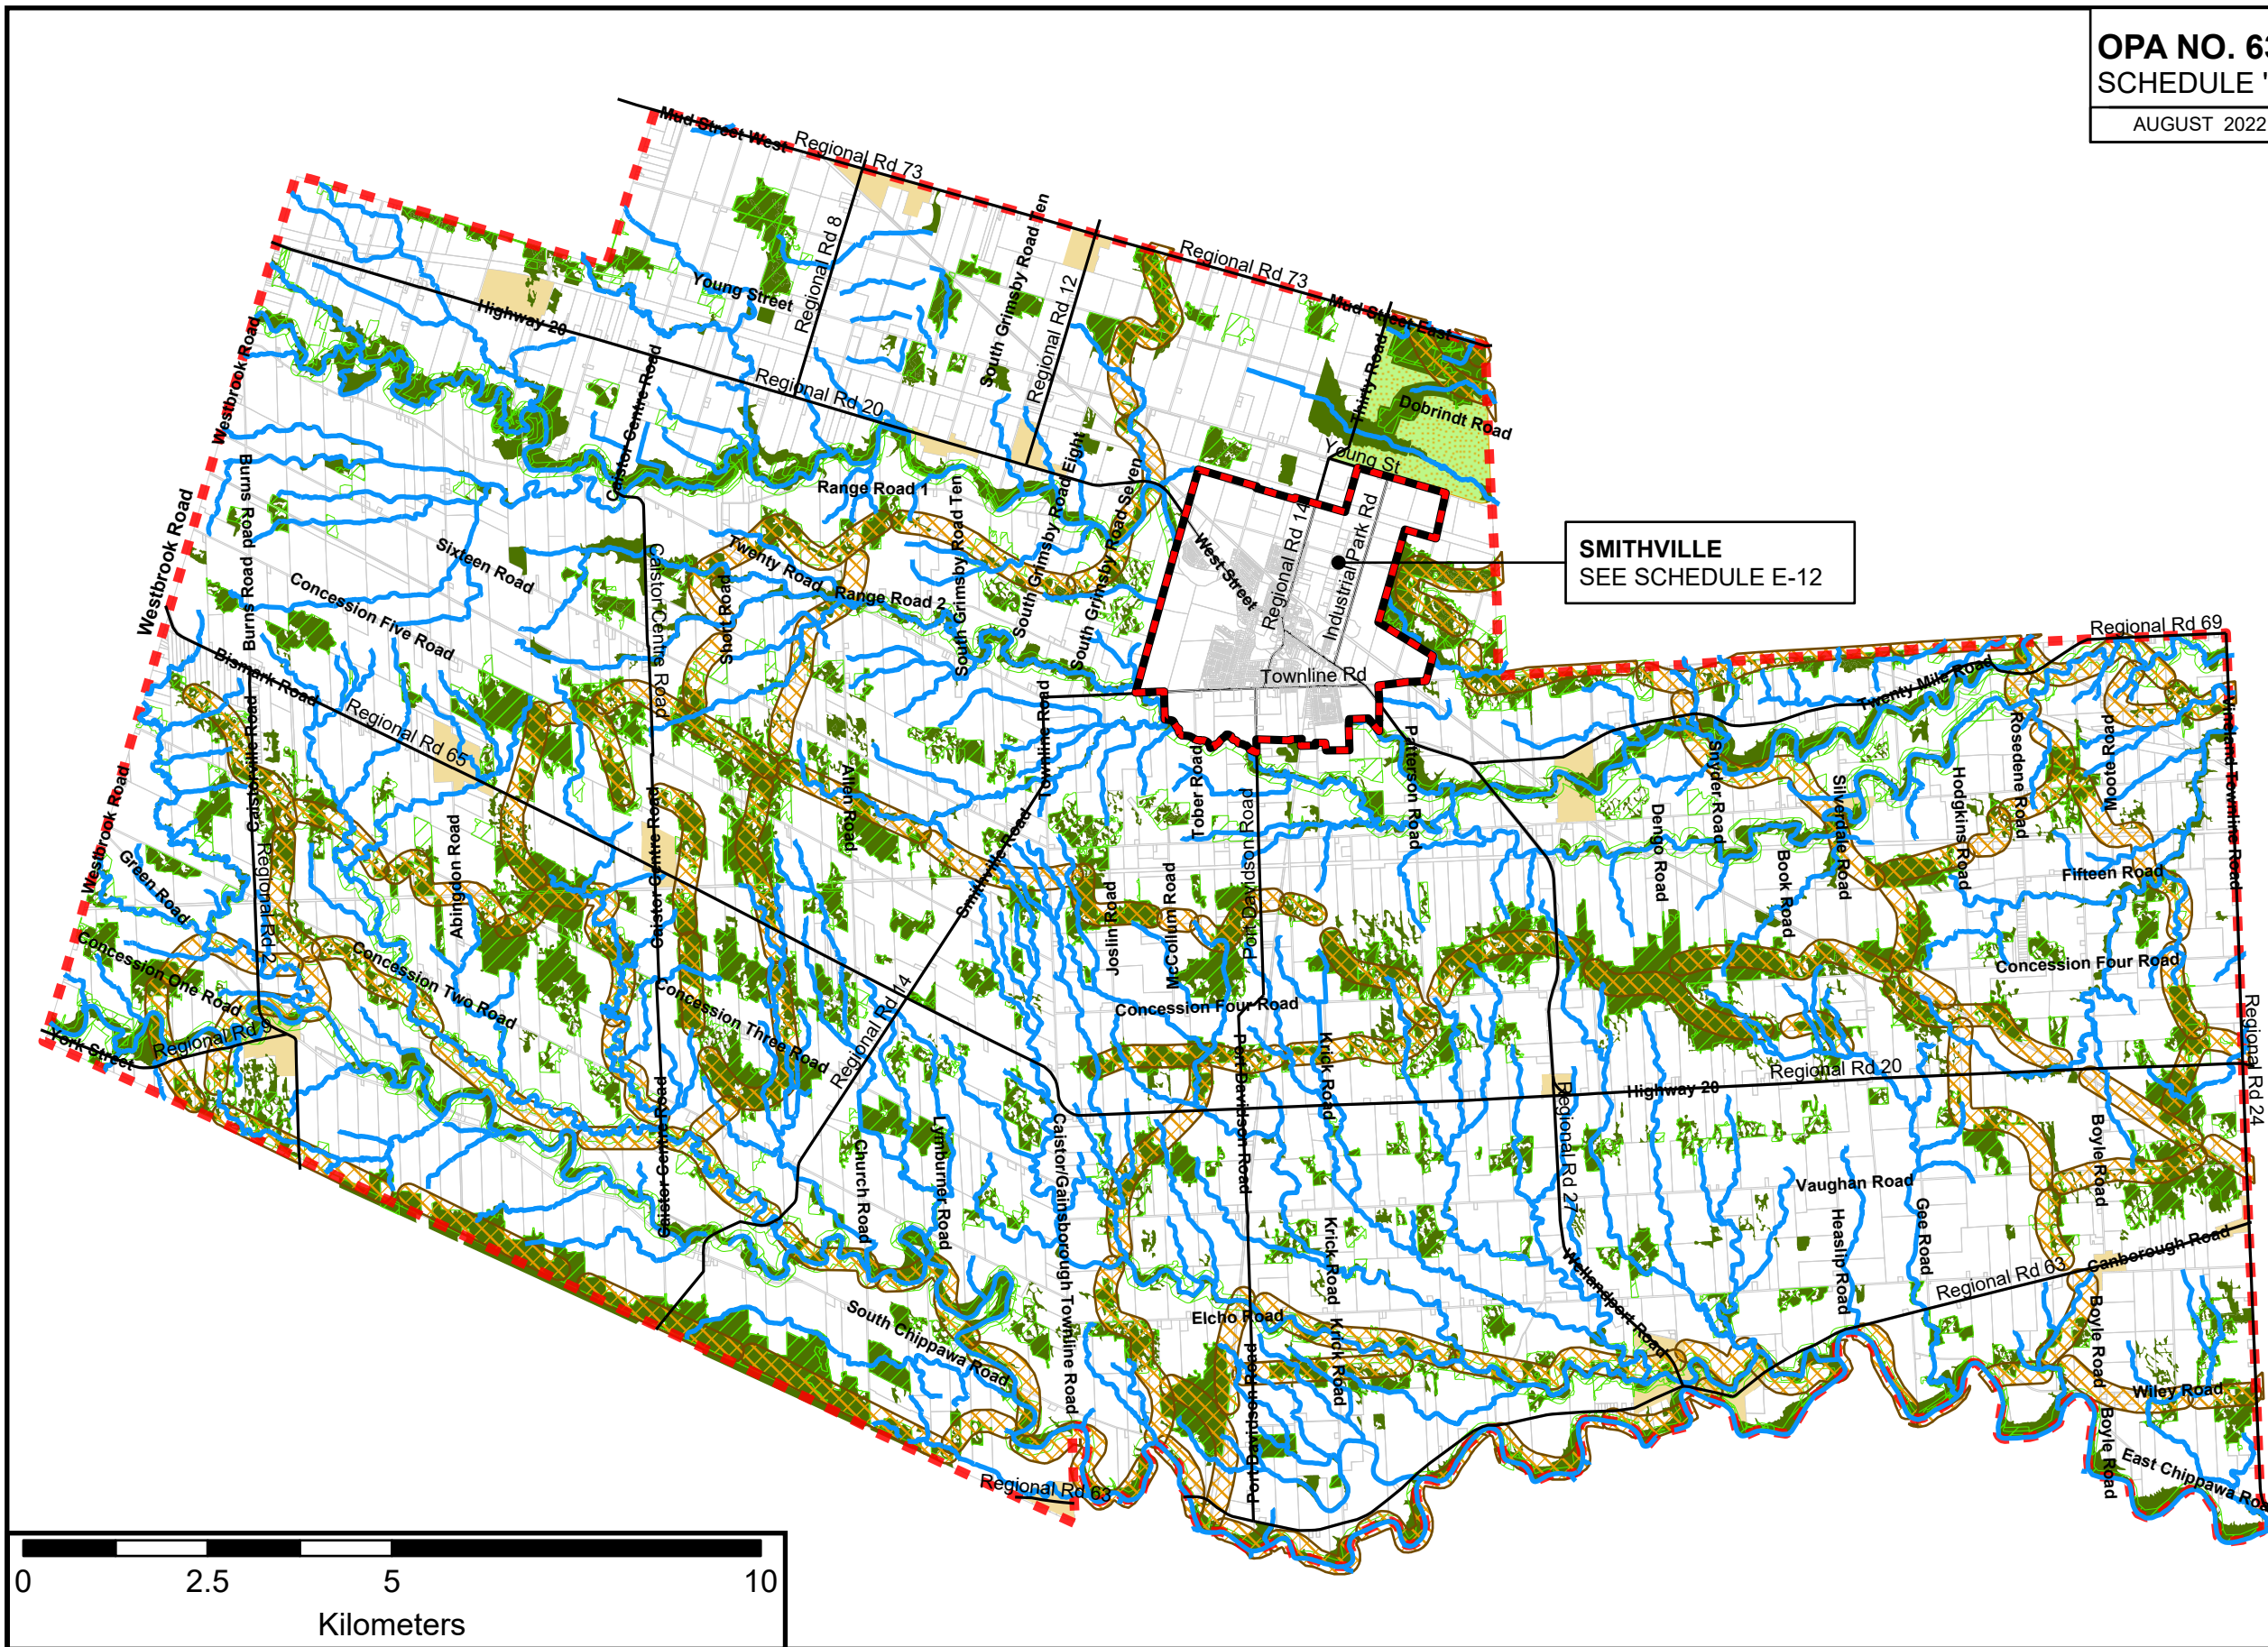 OPA NO. 63
SCHEDULE "
AUGUST 2022
Mud Street West
Regional Rd 73
Regional Rd 8
Young Street
South Grimsby Road Ten
Regional Rd 12
Regional Rd 73
Mud Street East
Thirty Road
Dobrindt Road
Young St
Highway 20
Regional Rd 20
Westbrook Road
Caistor Centre Road
Range Road 1
South Grimsby Road Ten
South Grimsby Road Eight
South Grimsby Road Seven
Regional Rd 14
Industrial Park Rd
West Street
SMITHVILLE
SEE SCHEDULE E-12
Townline Rd
Westbrook Road
Burns Road
Burns Road
Sixteen Road
Concession Five Road
Caistor Centre Road
Short Road
Twenty Road
Range Road 2
Bismark Road
Regional Rd 65
Caistorville Road
Townline Road
Regional Rd 69
Twenty Mile Road
Vineland Townline Road
Westbrook Road
Green Road
Regional Rd 2
Abingdon Road
Caistor Centre Road
Allen Road
Smithville Road
Tober Road
Port Davidson Road
Patterson Road
Dengo Road
Snyder Road
Book Road
Silverdale Road
Hodgkins Road
Rosedene Road
Moote Road
Fifteen Road
Joslin Road
McCollum Road
Concession One Road
Concession Two Road
Concession Three Road
Regional Rd 14
Concession Four Road
Concession Four Road
York Street
Regional Rd 9
Caistor Centre Road
Church Road
Lymburner Road
Caistor/Gainsborough Townline Road
Port Davidson Road
Krick Road
Regional Rd 27
Highway 20
Regional Rd 20
Regional Rd 24
Boyle Road
Vaughan Road
Heaslip Road
Gee Road
Krick Road
Wellandport Road
Regional Rd 63
Canborough Road
South Chippawa Road
Elcho Road
Krick Road
Port Davidson Road
Boyle Road
Wiley Road
Boyle Road
East Chippawa Roa
Regional Rd 63
0 2.5 5 10
Kilometers